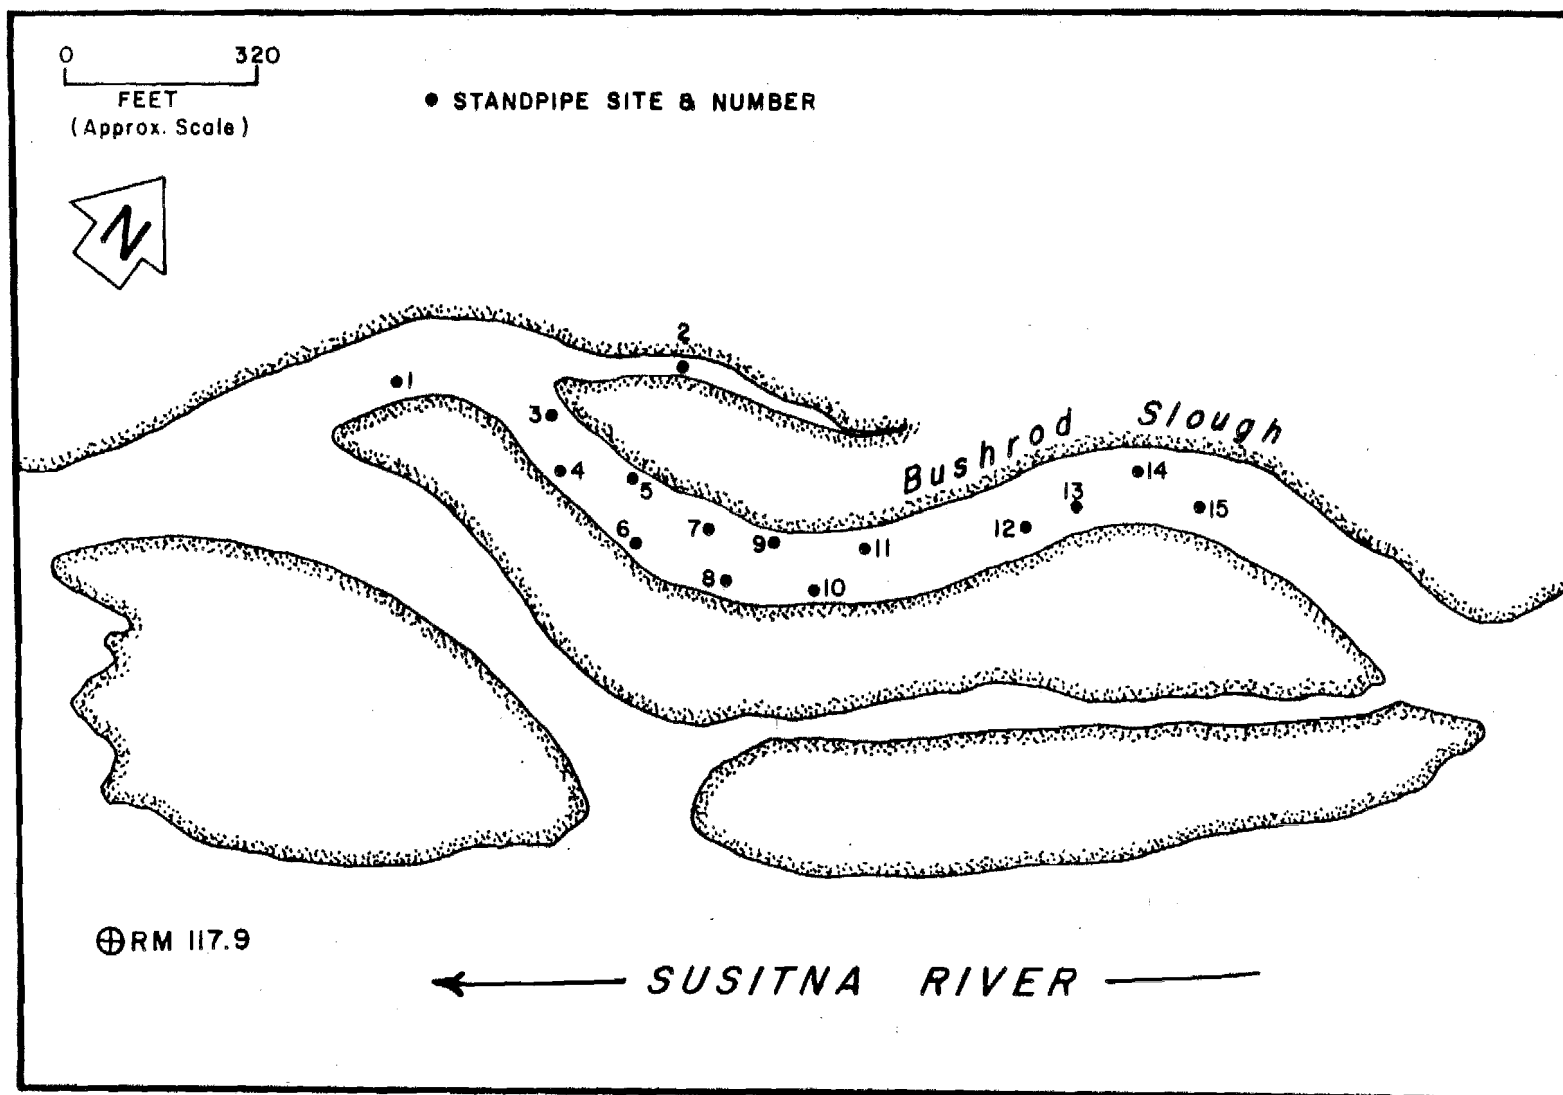 0 320
FEET
(Approx. Scale)
● STANDPIPE SITE & NUMBER
N
2
1
3
4
5
6
7
8
9
10
11
12
13
14
15
Bushrod Slough
⊕RM 117.9
SUSITNA RIVER